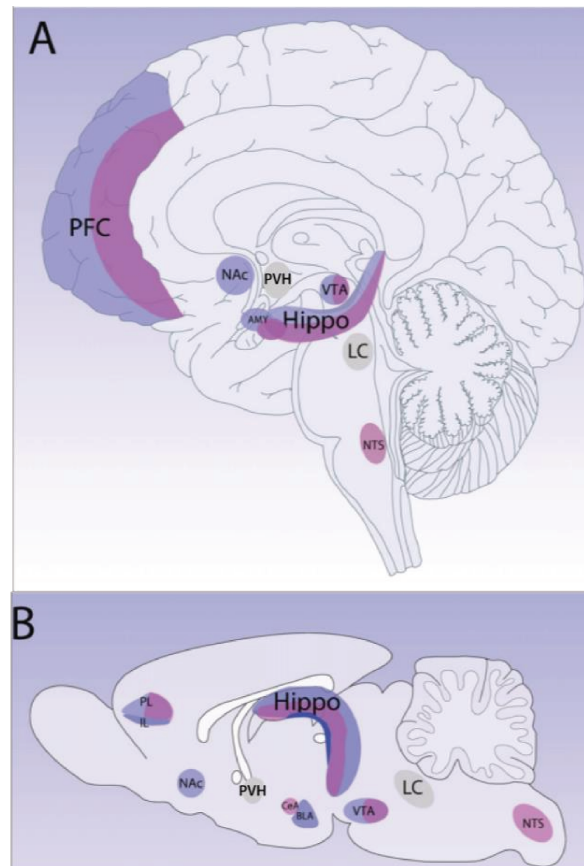 A
PFC
NAc
PVH
VTA
AMY
Hippo
LC
NTS
B
Hippo
PL
IL
NAc
PVH
CeA
BLA
VTA
LC
NTS